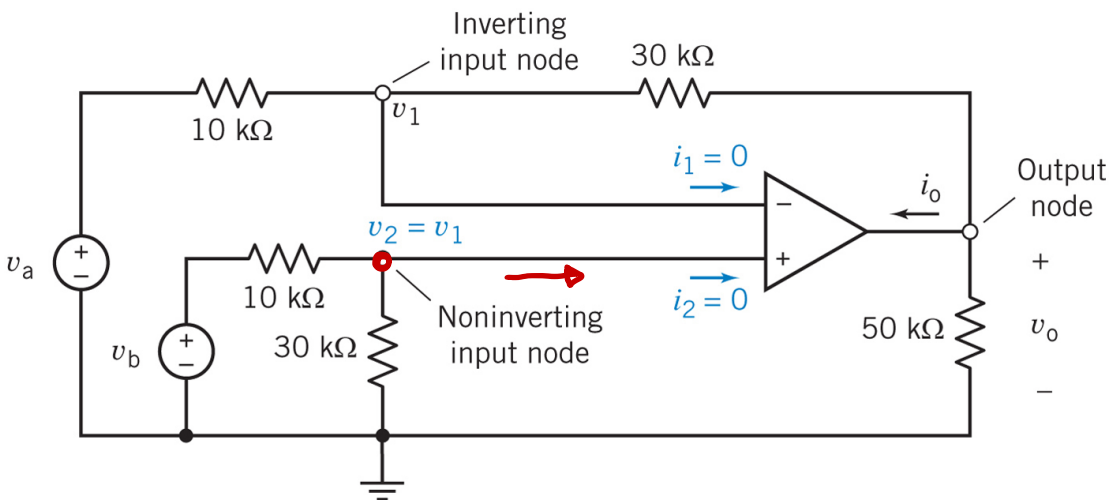 Inverting
input node
30 kΩ
v1
10 kΩ
i1 = 0
Output
node
io
−
v2 = v1
va
+
−
10 kΩ
+
i2 = 0
+
Noninverting
input node
vb
+
−
30 kΩ
50 kΩ
vo
−